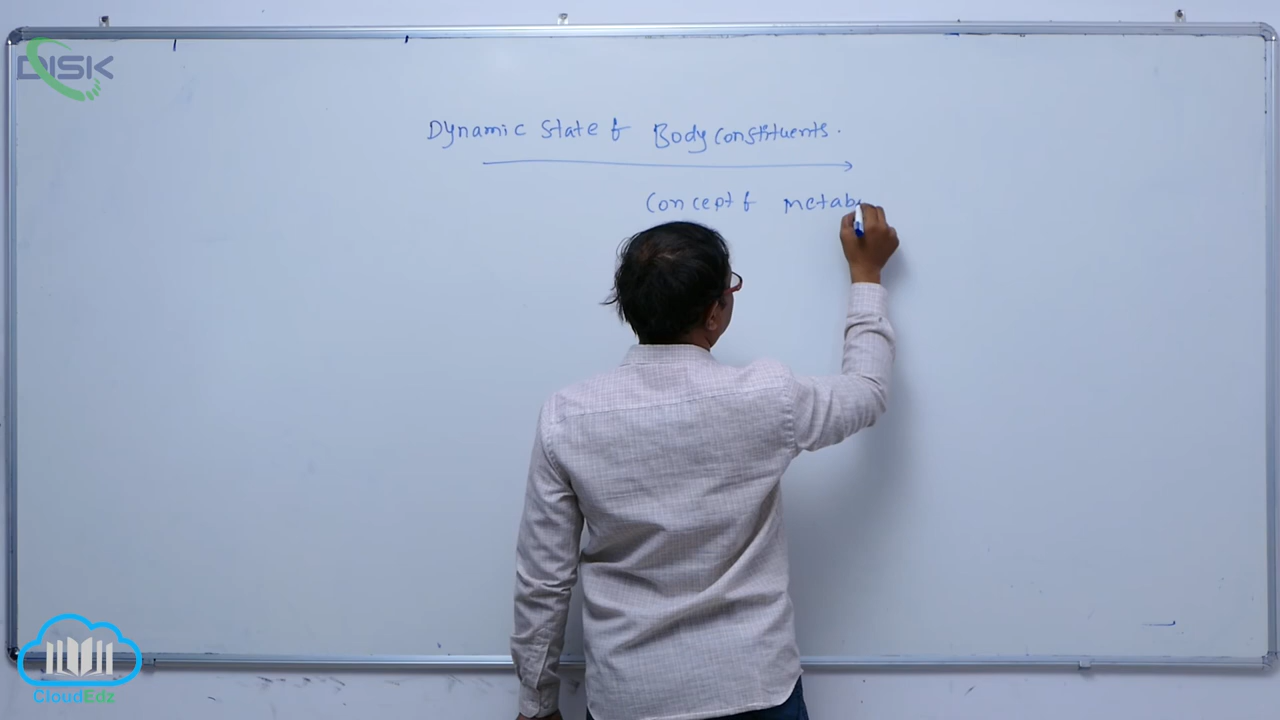 DISK
Dynamic State of Body Constituents.
Concept of metab
CloudEdz